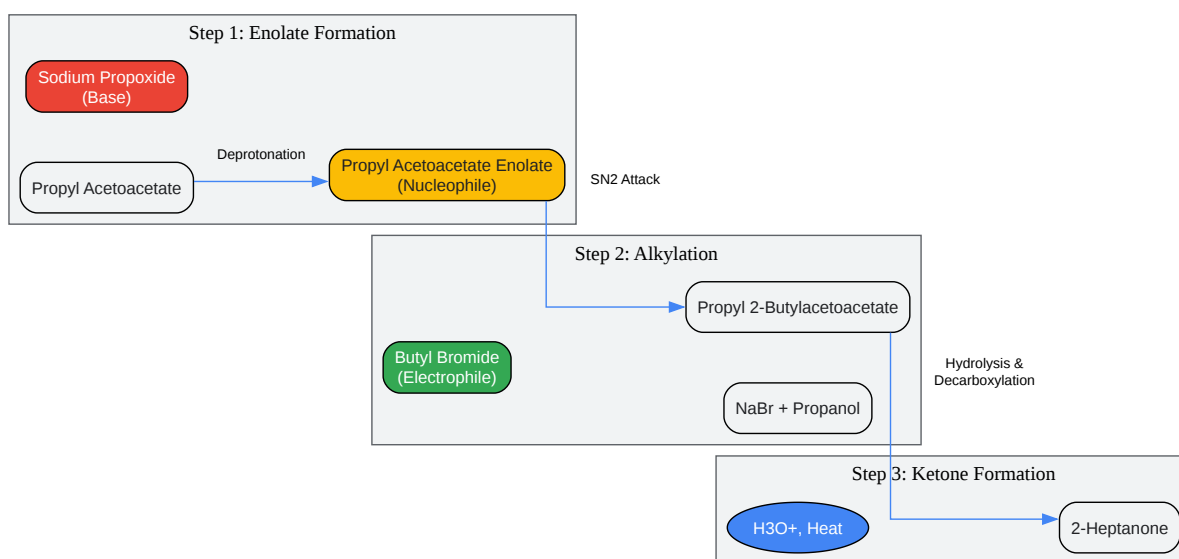 Step 1: Enolate Formation
Sodium Propoxide
(Base)
Deprotonation
Propyl Acetoacetate
Propyl Acetoacetate Enolate
(Nucleophile)
SN2 Attack
Step 2: Alkylation
Propyl 2-Butylacetoacetate
Butyl Bromide
(Electrophile)
NaBr + Propanol
Hydrolysis &
Decarboxylation
Step 3: Ketone Formation
H3O+, Heat
2-Heptanone